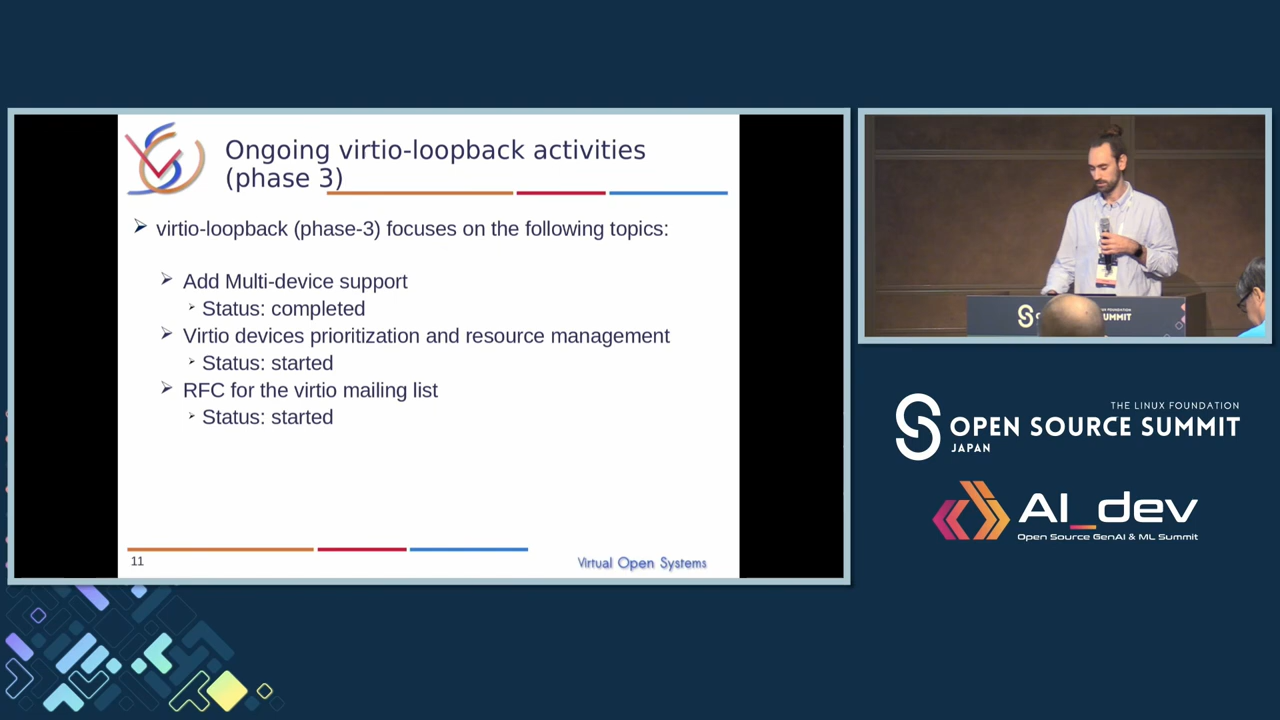 Ongoing virtio-loopback activities
(phase 3)
virtio-loopback (phase-3) focuses on the following topics:
Add Multi-device support
Status: completed
Virtio devices prioritization and resource management
Status: started
RFC for the virtio mailing list
Status: started
11
Virtual Open Systems
SUMMIT
THE LINUX FOUNDATION
OPEN SOURCE SUMMIT
JAPAN
AI_dev
Open Source GenAI & ML Summit